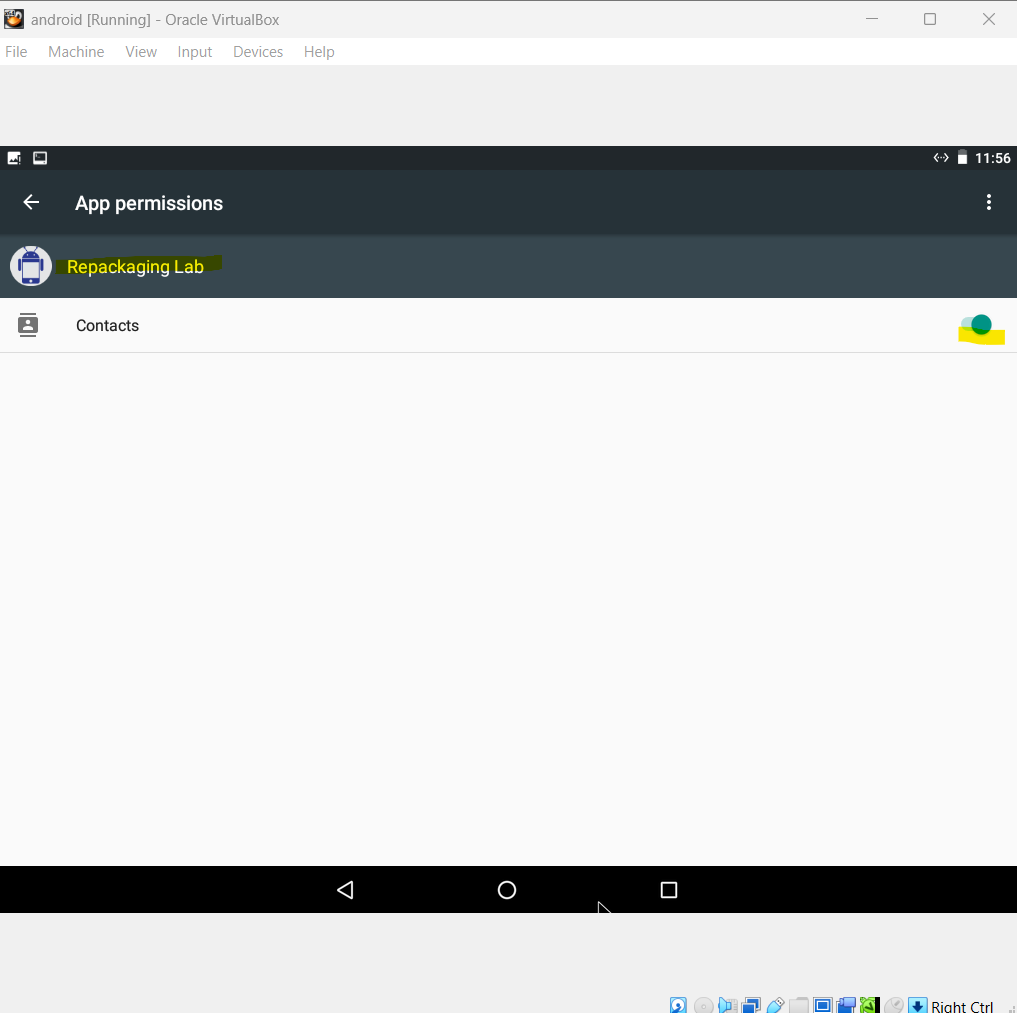 android [Running] - Oracle VirtualBox
File Machine View Input Devices Help
11:56
App permissions
Repackaging Lab
Contacts
Right Ctrl